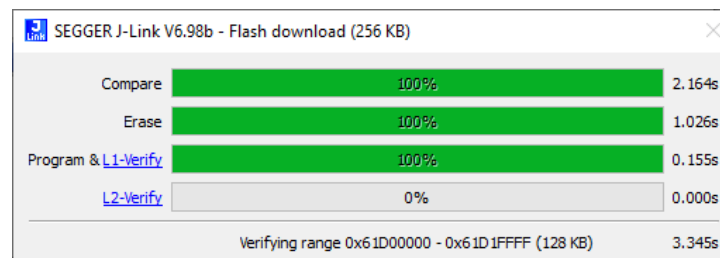 J Link SEGGER J-Link V6.98b - Flash download (256 KB)
Compare 100% 2.164s
Erase 100% 1.026s
Program & L1-Verify 100% 0.155s
L2-Verify 0% 0.000s
Verifying range 0x61D00000 - 0x61D1FFFF (128 KB) 3.345s